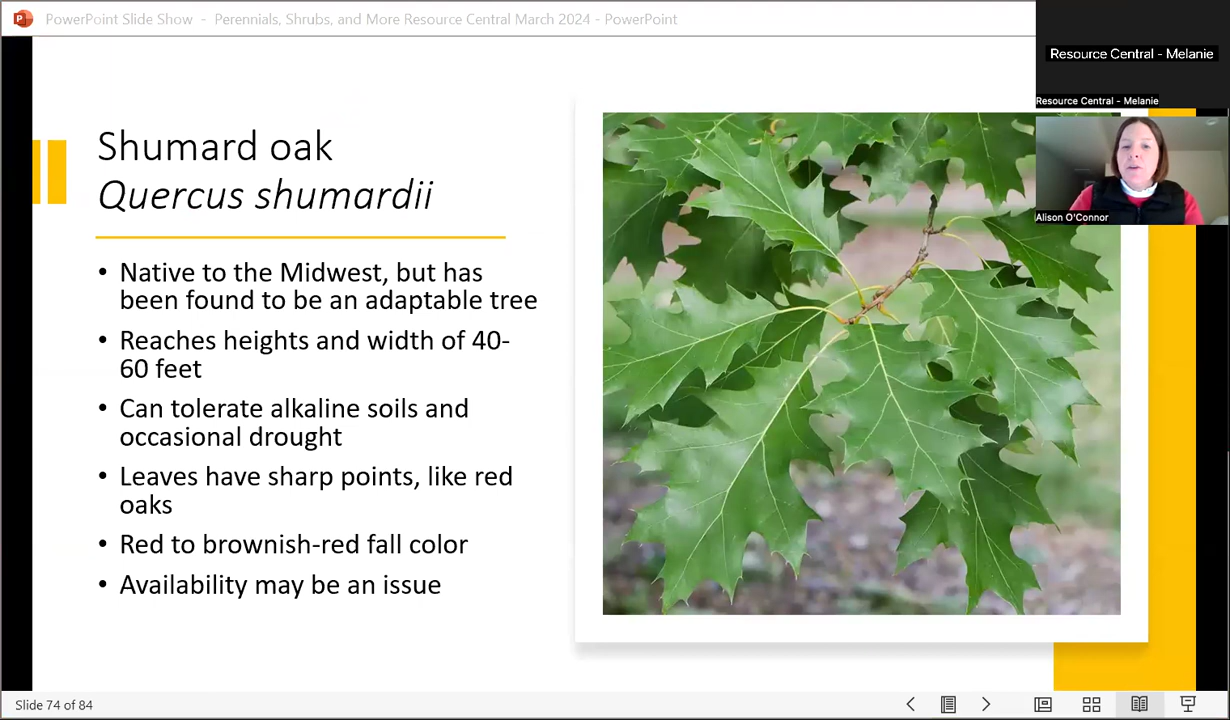 PowerPoint Slide Show - Perennials, Shrubs, and More Resource Central March 2024 - PowerPoint
Resource Central - Melanie
Resource Central - Melanie
Alison O'Connor
Shumard oak
Quercus shumardii
• Native to the Midwest, but has
been found to be an adaptable tree
• Reaches heights and width of 40-
60 feet
• Can tolerate alkaline soils and
occasional drought
• Leaves have sharp points, like red
oaks
• Red to brownish-red fall color
• Availability may be an issue
Slide 74 of 84